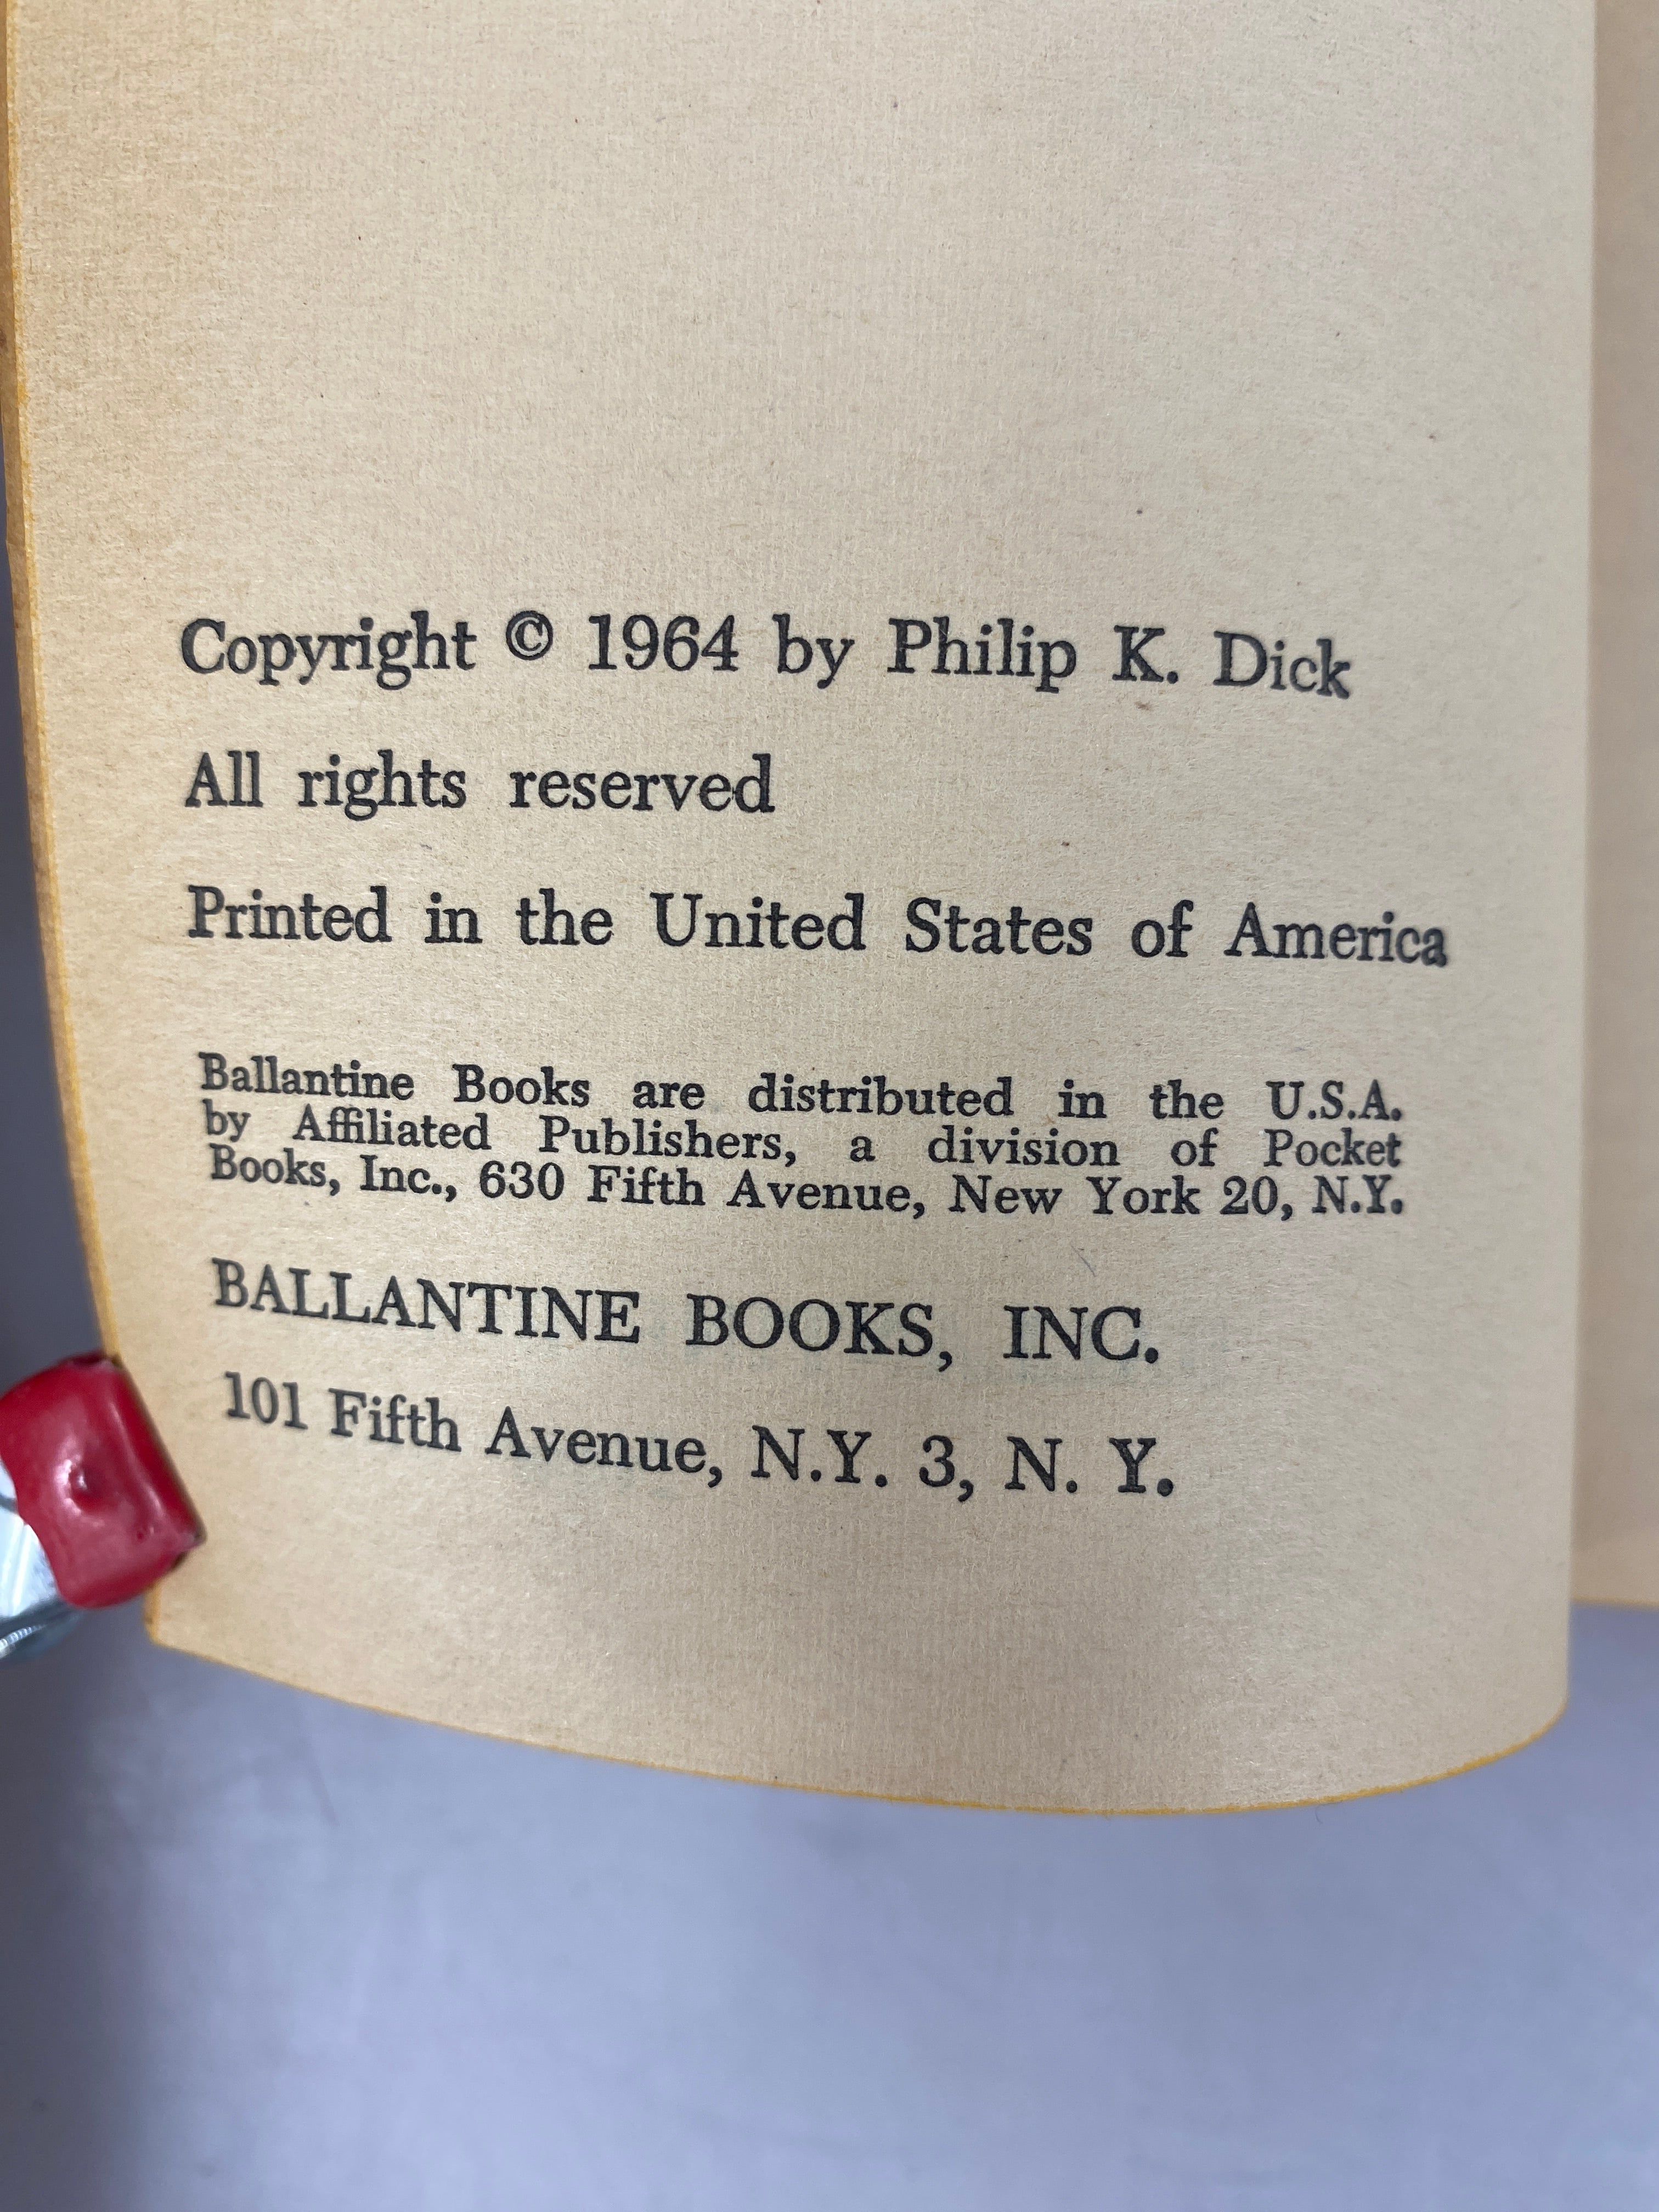 Copyright © 1964 by Philip K. Dick
All rights reserved
Printed in the United States of America
Ballantine Books are distributed in the U.S.A.
by Affiliated Publishers, a division of Pocket
Books, Inc., 630 Fifth Avenue, New York 20, N.Y.
BALLANTINE BOOKS, INC.
101 Fifth Avenue, N.Y. 3, N. Y.